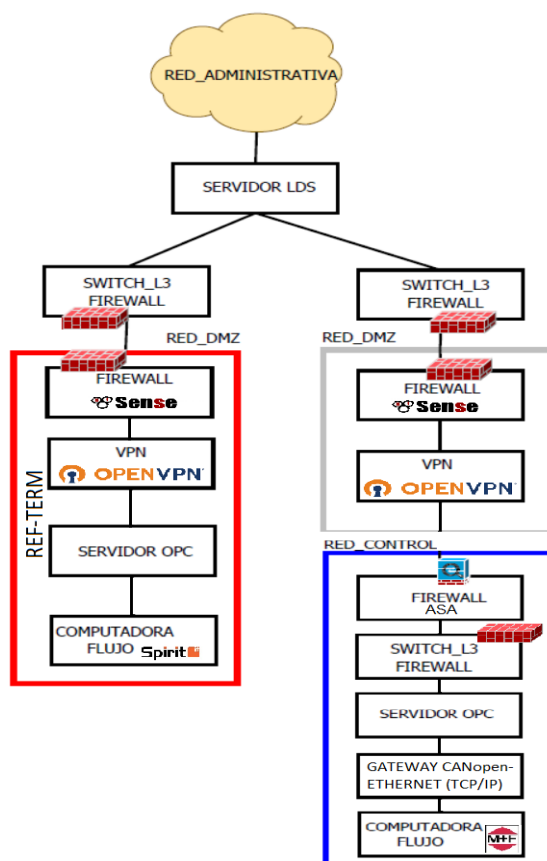 RED_ADMINISTRATIVA
SERVIDOR LDS
SWITCH_L3
FIREWALL
RED_DMZ
FIREWALL
Sense
VPN
OPENVPN
REF-TERM
SERVIDOR OPC
COMPUTADORA
FLUJO Spirit
SWITCH_L3
FIREWALL
RED_DMZ
FIREWALL
Sense
VPN
OPENVPN
RED_CONTROL
FIREWALL
ASA
SWITCH_L3
FIREWALL
SERVIDOR OPC
GATEWAY CANopen-
ETHERNET (TCP/IP)
COMPUTADORA
FLUJO M+F